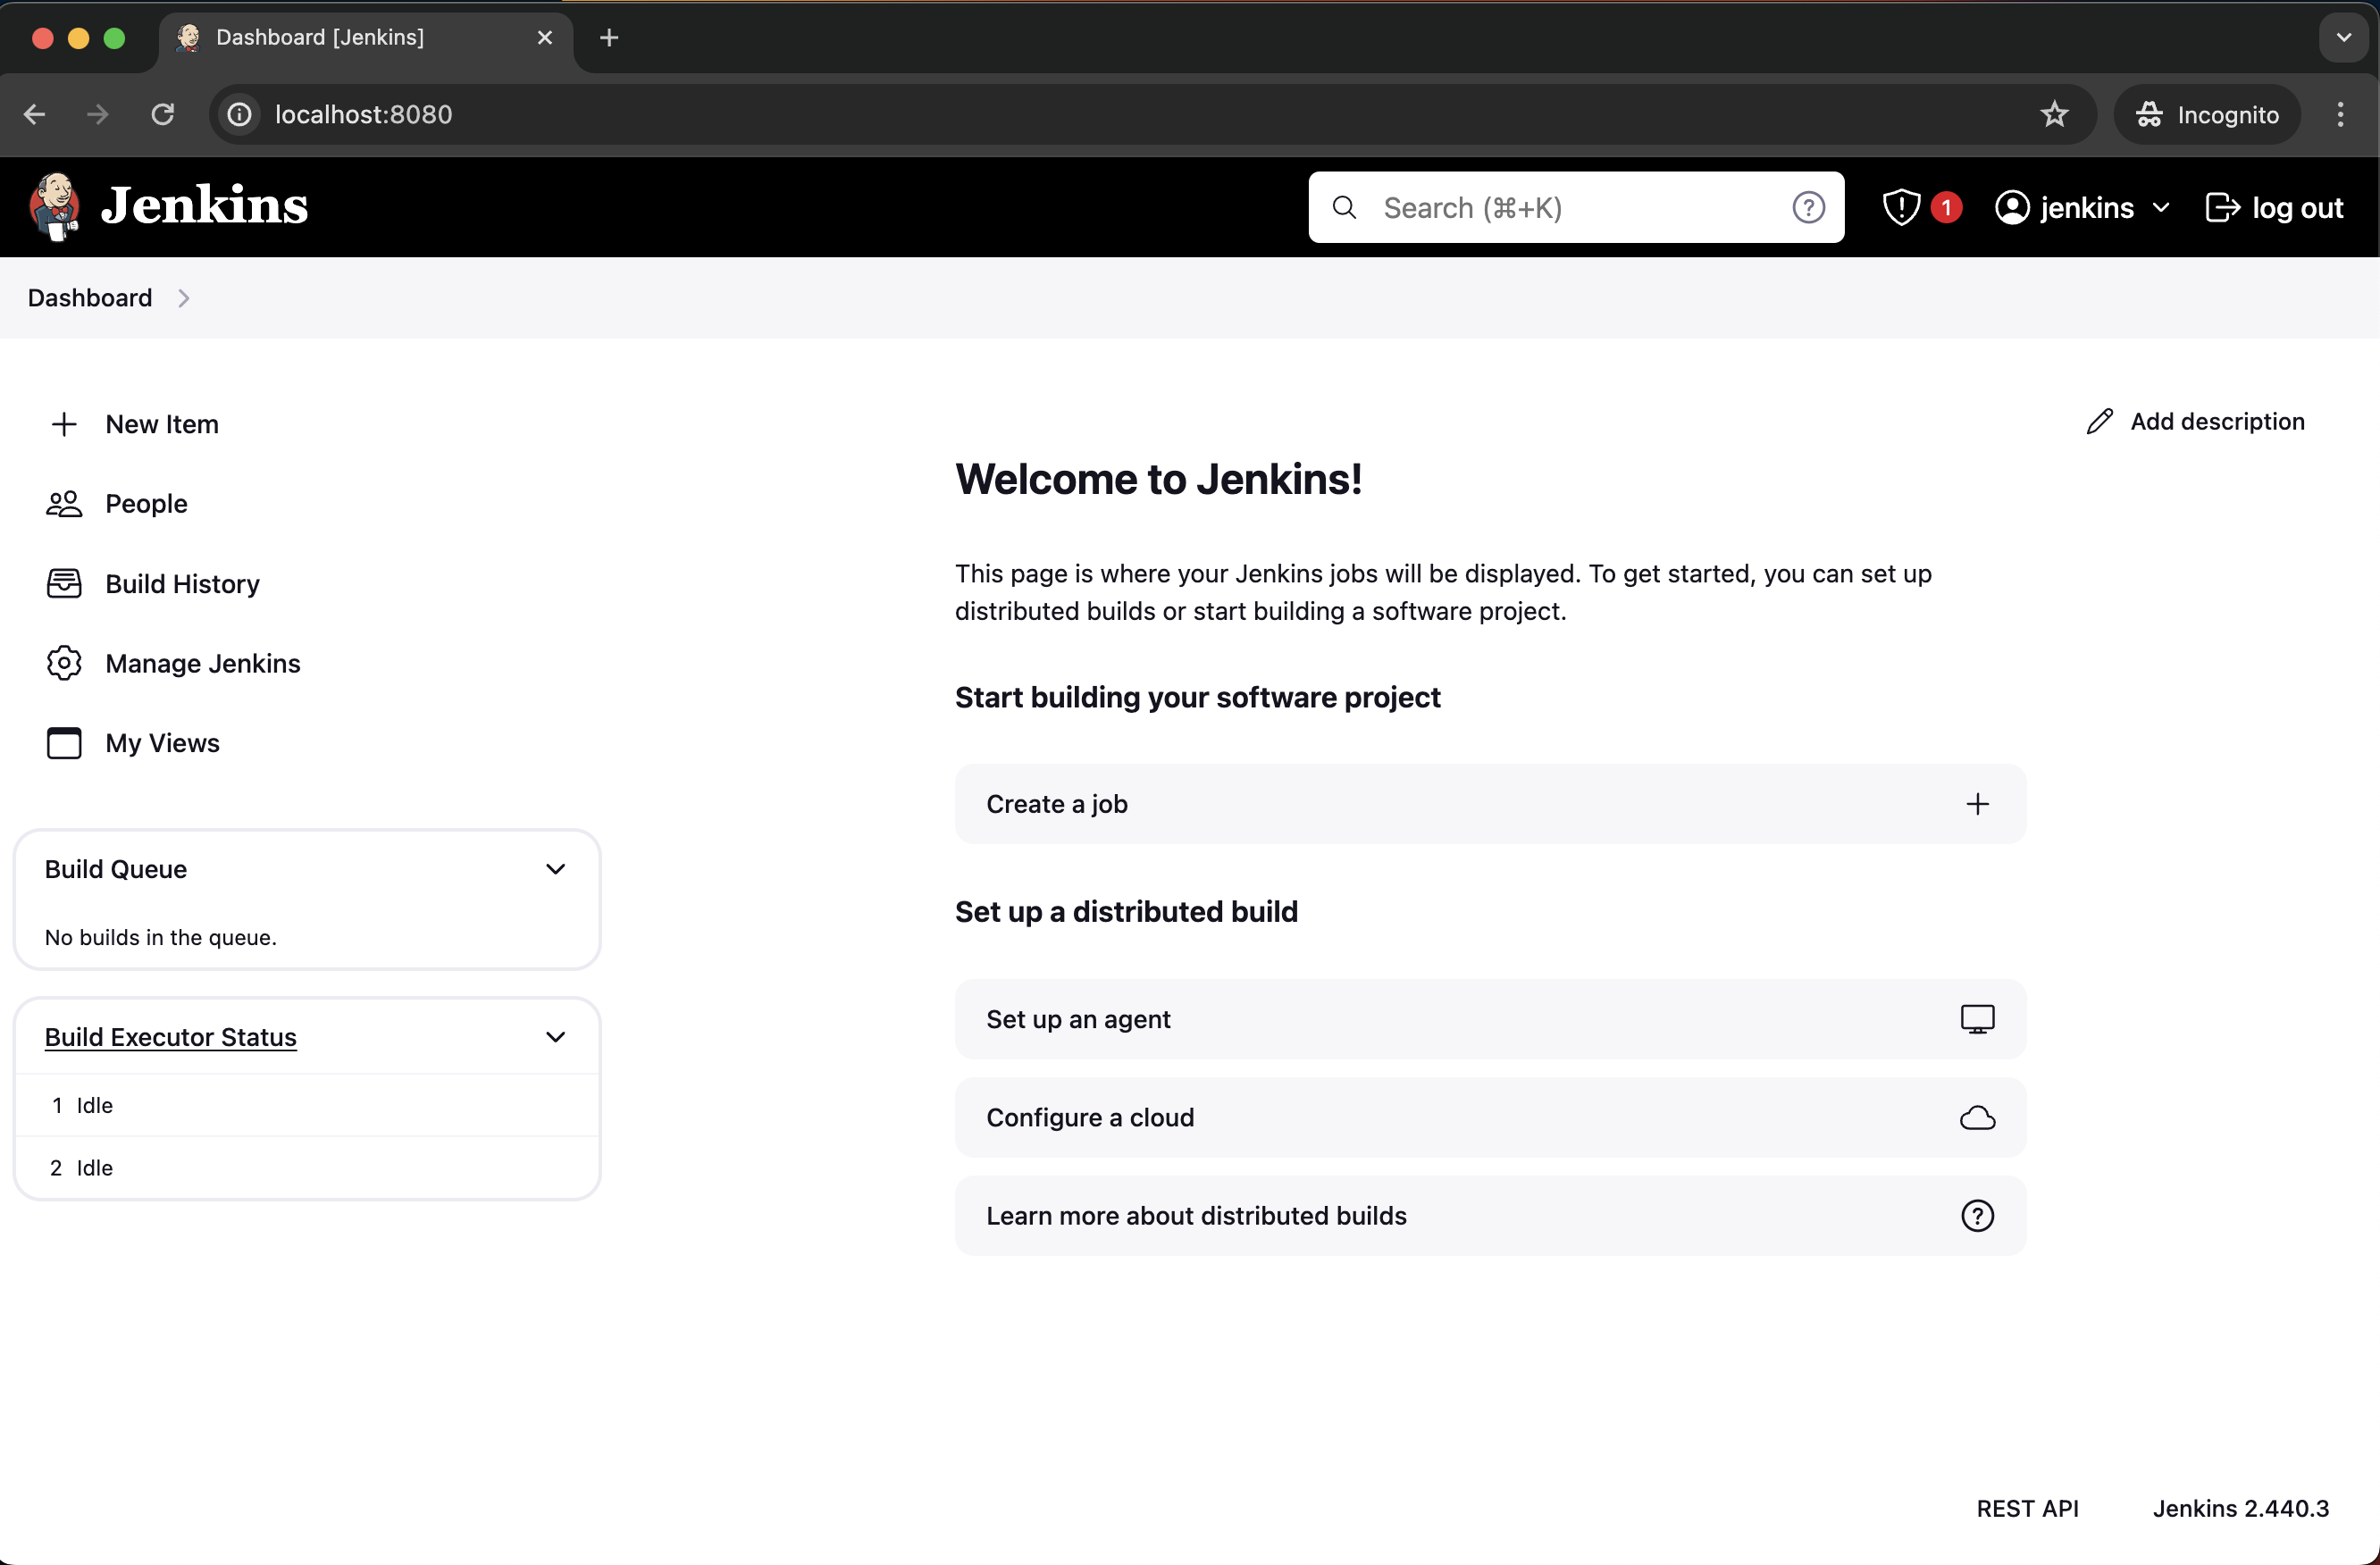 Dashboard [Jenkins]
localhost:8080
Incognito
Jenkins
Search (⌘+K)
1
jenkins
log out
Dashboard
New Item
People
Build History
Manage Jenkins
My Views
Build Queue
No builds in the queue.
Build Executor Status
1 Idle
2 Idle
Add description
Welcome to Jenkins!
This page is where your Jenkins jobs will be displayed. To get started, you can set up
distributed builds or start building a software project.
Start building your software project
Create a job
Set up a distributed build
Set up an agent
Configure a cloud
Learn more about distributed builds
REST API
Jenkins 2.440.3